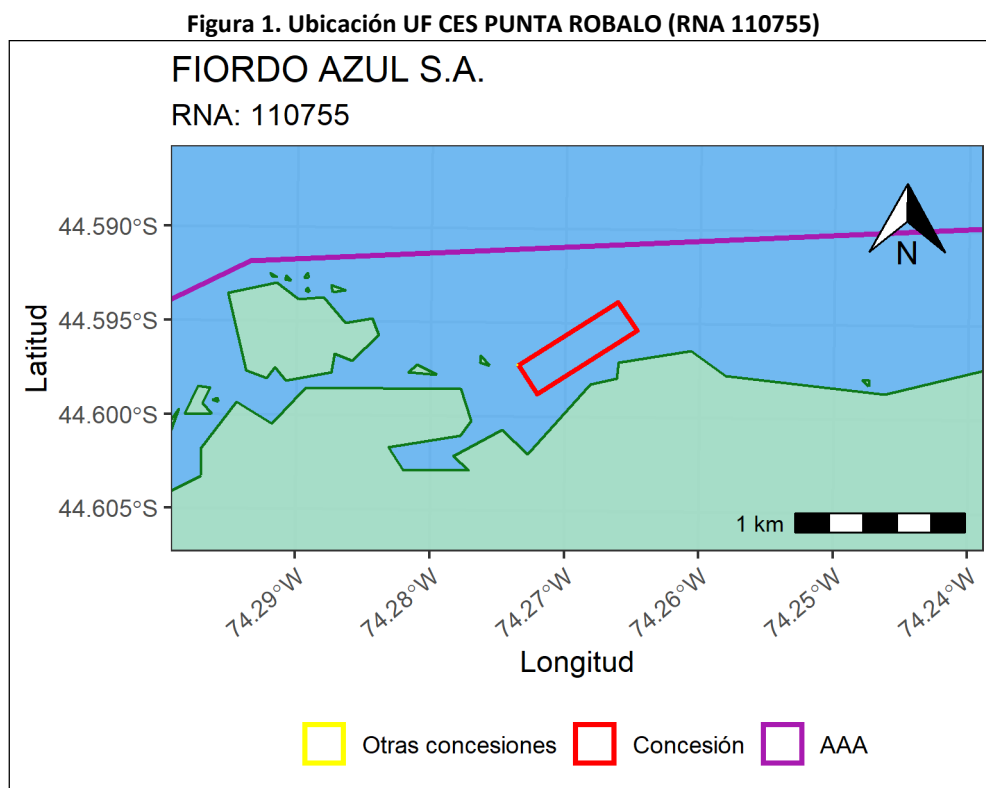 Figura 1. Ubicación UF CES PUNTA ROBALO (RNA 110755)
FIORDO AZUL S.A.
RNA: 110755
44.590°S
44.595°S
44.600°S
44.605°S
Latitud
N
1 km
74.29°W
74.28°W
74.27°W
74.26°W
74.25°W
74.24°W
Longitud
Otras concesiones Concesión AAA